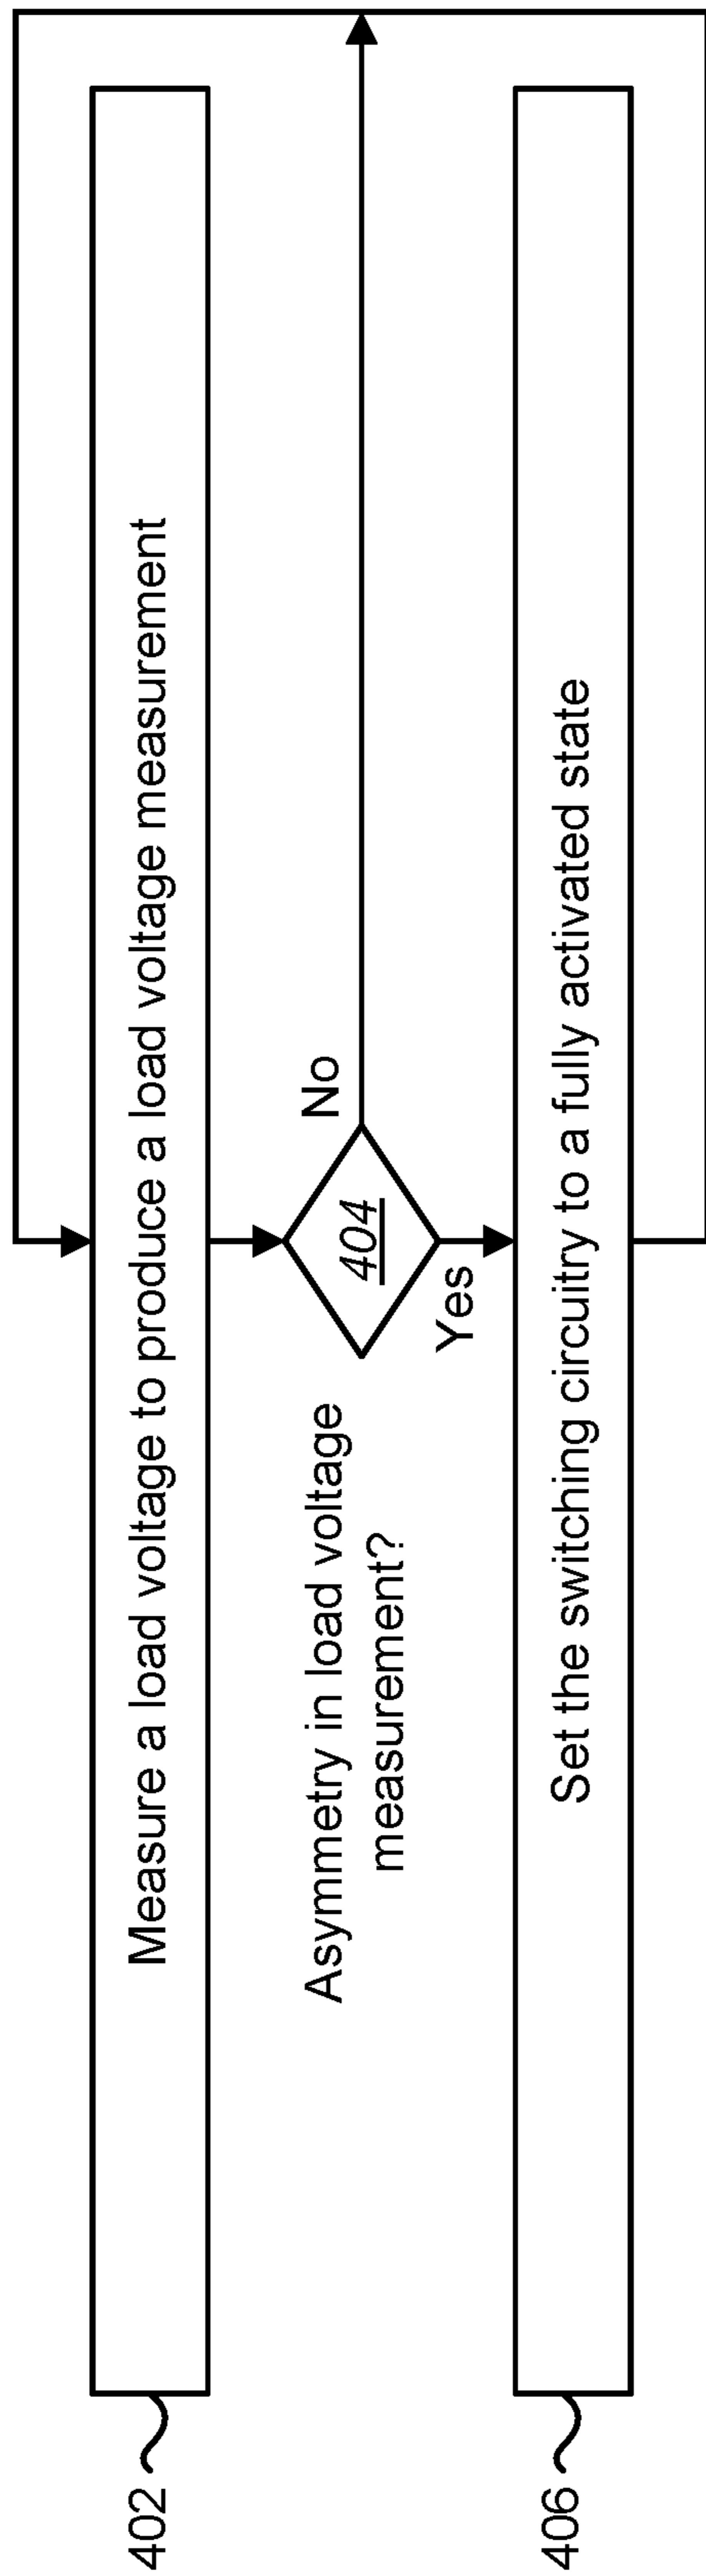 402
Measure a load voltage to produce a load voltage measurement
Asymmetry in load voltage
measurement?
404
No
Yes
406
Set the switching circuitry to a fully activated state